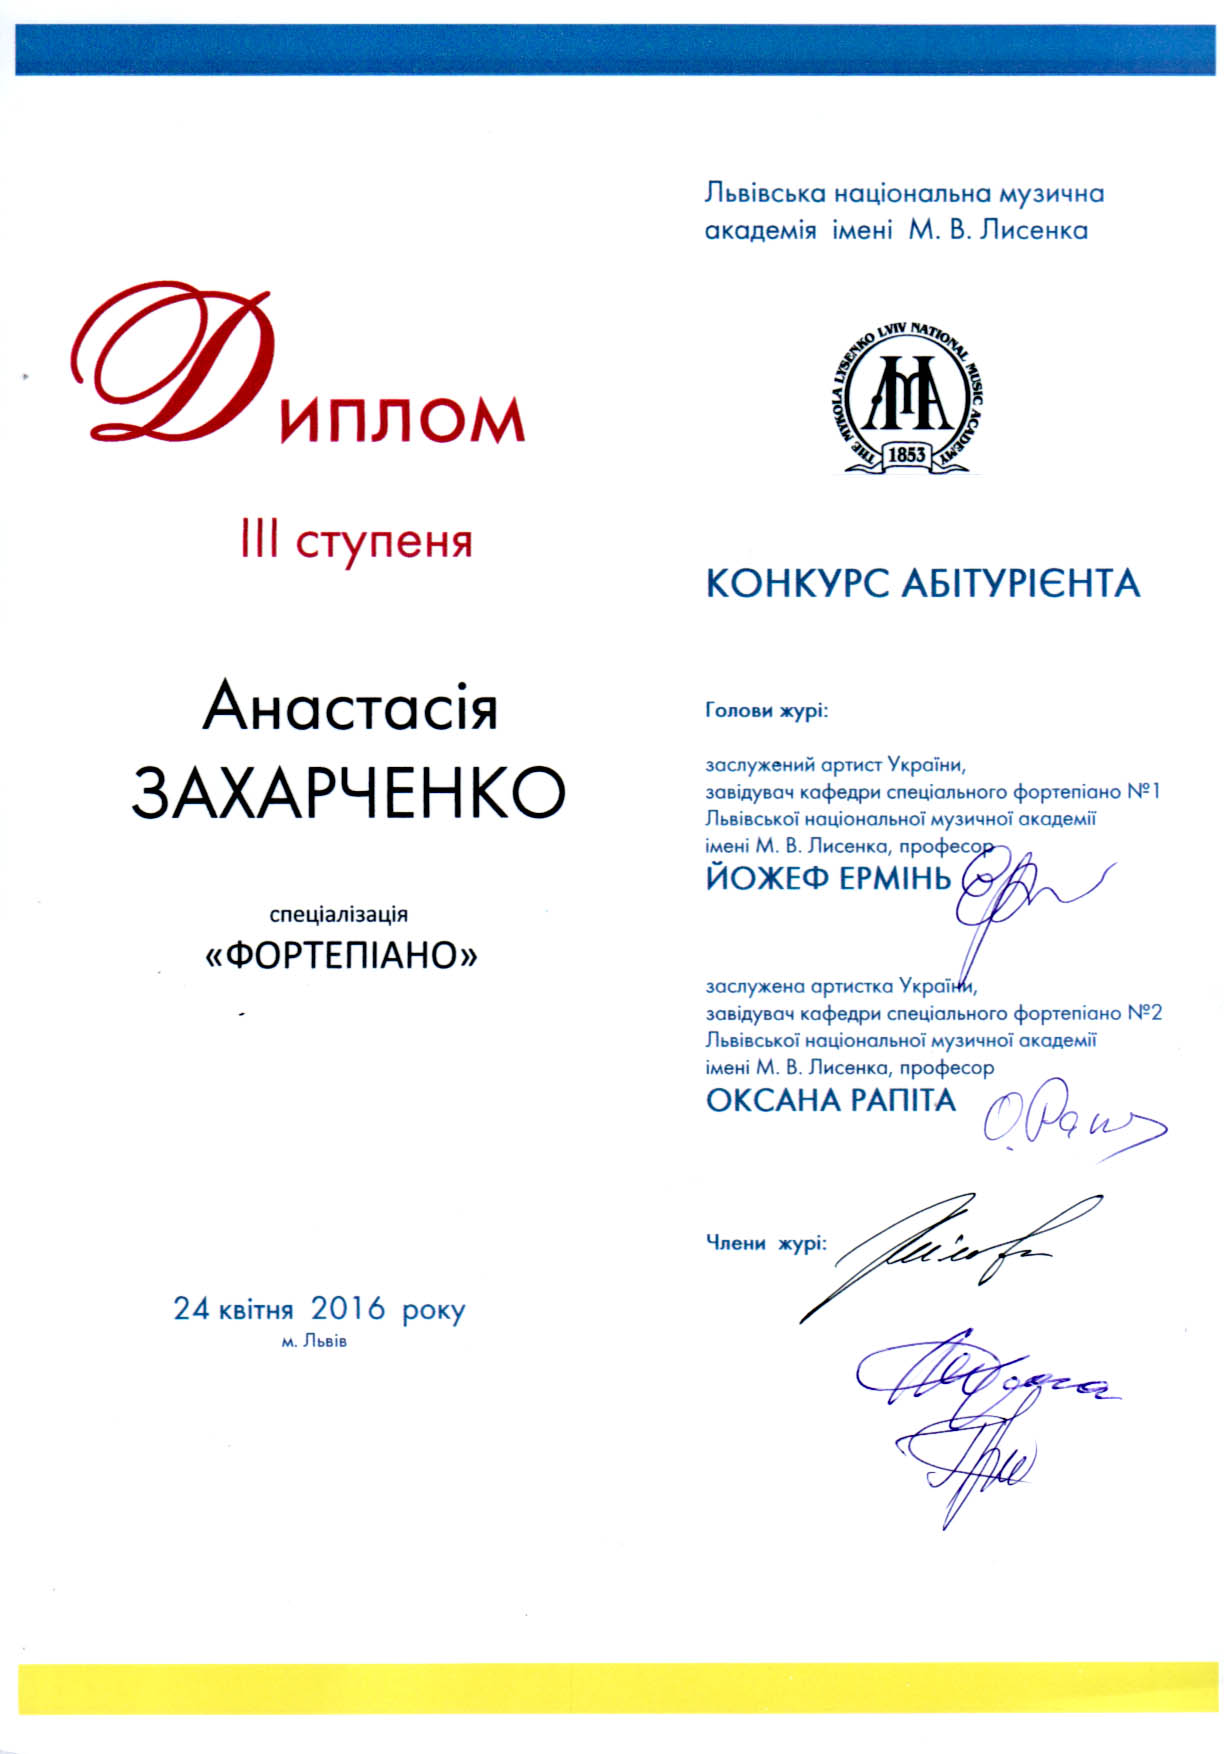 Диплом
III ступеня
Анастасія
ЗАХАРЧЕНКО
спеціалізація
«ФОРТЕПІАНО»
24 квітня 2016 року
м. Львів
Львівська національна музична
академія імені М. В. Лисенка
THE MYKOLA LYSENKO LVIV NATIONAL MUSIC ACADEMY
1853
КОНКУРС АБІТУРІЄНТА
Голови журі:
заслужений артист України,
завідувач кафедри спеціального фортепіано №1
Львівської національної музичної академії
імені М. В. Лисенка, професор
ЙОЖЕФ ЕРМІНЬ
заслужена артистка України,
завідувач кафедри спеціального фортепіано №2
Львівської національної музичної академії
імені М. В. Лисенка, професор
ОКСАНА РАПІТА
Члени журі: